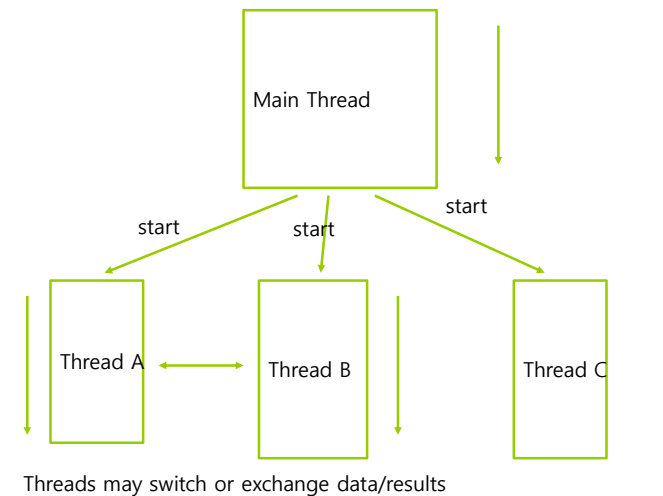 Main Thread
start
start
start
Thread A
Thread B
Thread C
Threads may switch or exchange data/results